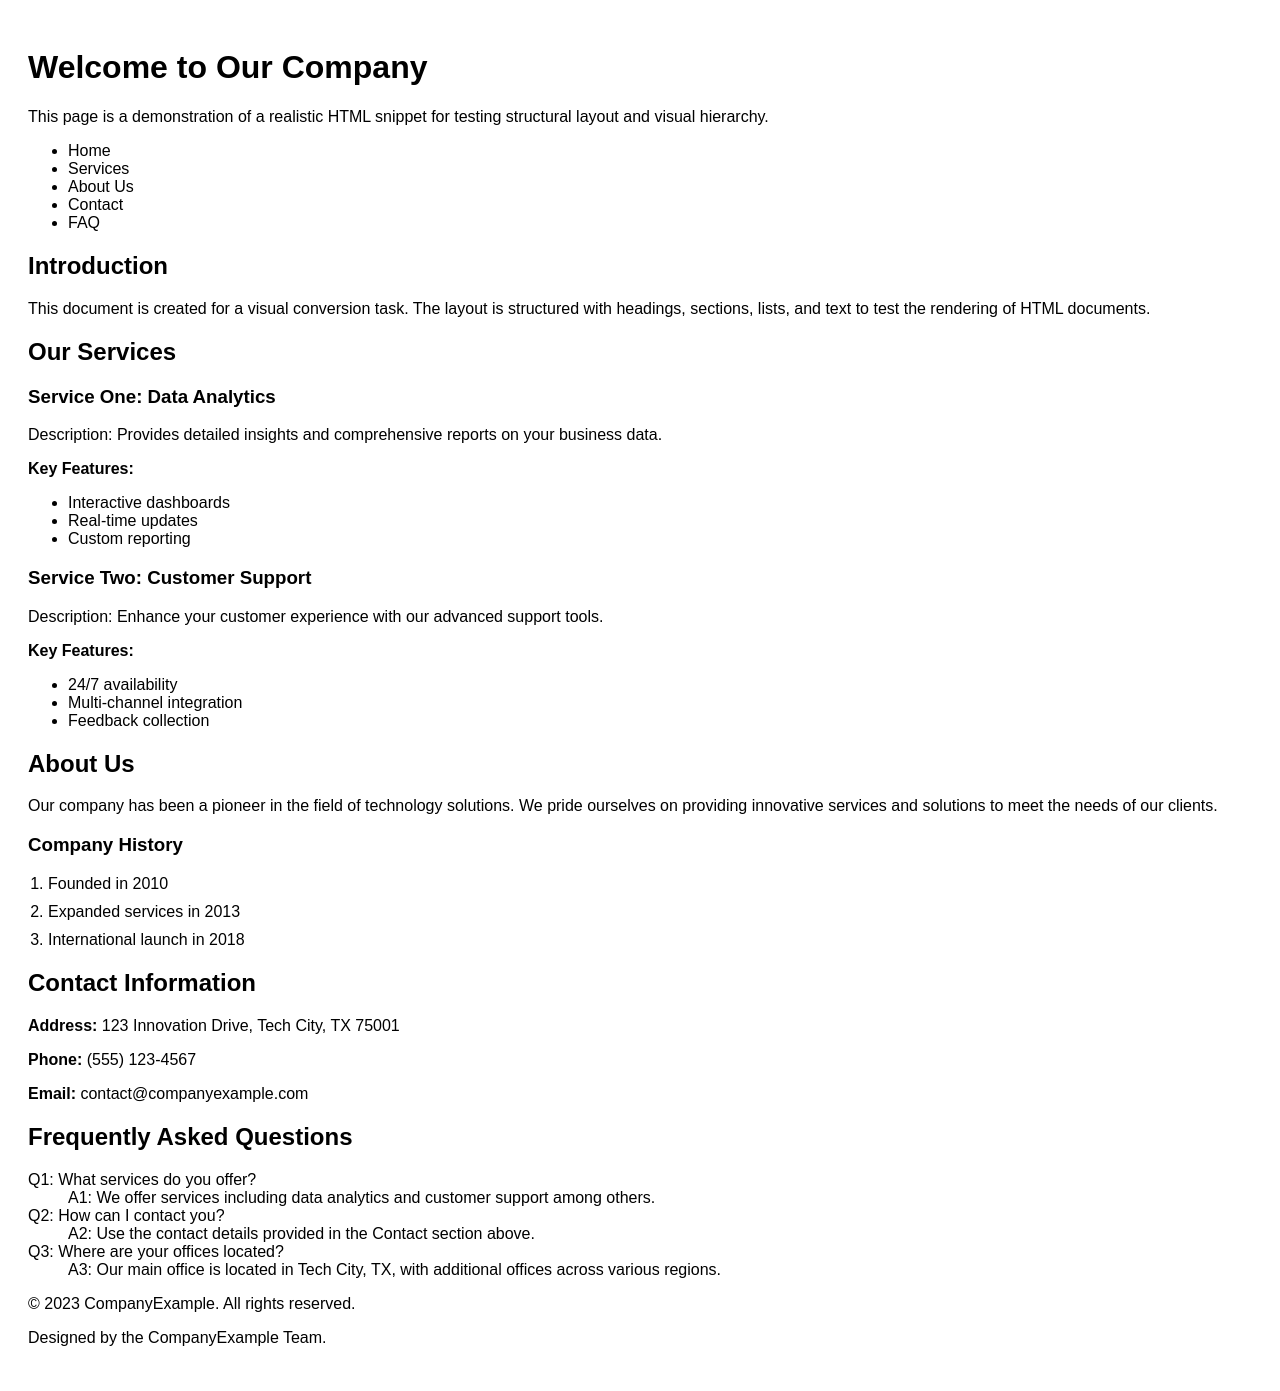 Welcome to Our Company
This page is a demonstration of a realistic HTML snippet for testing structural layout and visual hierarchy.
• Home
• Services
• About Us
• Contact
• FAQ
Introduction
This document is created for a visual conversion task. The layout is structured with headings, sections, lists, and text to test the rendering of HTML documents.
Our Services
Service One: Data Analytics
Description: Provides detailed insights and comprehensive reports on your business data.
Key Features:
• Interactive dashboards
• Real-time updates
• Custom reporting
Service Two: Customer Support
Description: Enhance your customer experience with our advanced support tools.
Key Features:
• 24/7 availability
• Multi-channel integration
• Feedback collection
About Us
Our company has been a pioneer in the field of technology solutions. We pride ourselves on providing innovative services and solutions to meet the needs of our clients.
Company History
1. Founded in 2010
2. Expanded services in 2013
3. International launch in 2018
Contact Information
Address: 123 Innovation Drive, Tech City, TX 75001
Phone: (555) 123-4567
Email: contact@companyexample.com
Frequently Asked Questions
Q1: What services do you offer?
A1: We offer services including data analytics and customer support among others.
Q2: How can I contact you?
A2: Use the contact details provided in the Contact section above.
Q3: Where are your offices located?
A3: Our main office is located in Tech City, TX, with additional offices across various regions.
© 2023 CompanyExample. All rights reserved.
Designed by the CompanyExample Team.